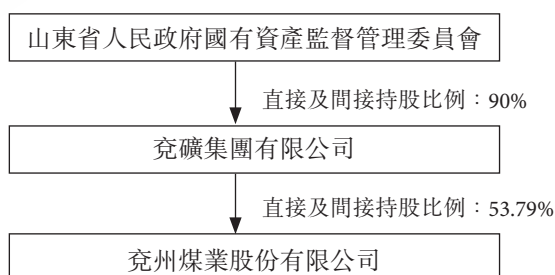 山東省人民政府國有資產監督管理委員會
直接及間接持股比例：90%
兗礦集團有限公司
直接及間接持股比例：53.79%
兗州煤業股份有限公司